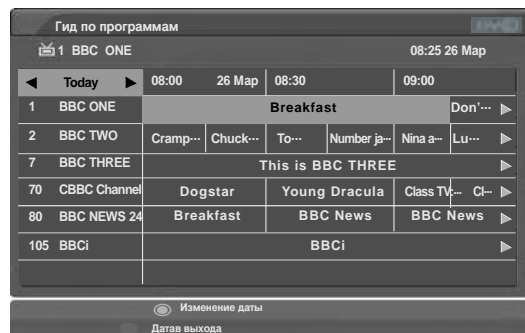 Гид по программам
1 BBC ONE 08:25 26 Мар
Today 08:00 26 Мар 08:30 09:00
1 BBC ONE Breakfast Don'···
2 BBC TWO Cramp··· Chuck··· To··· Number ja··· Nina a··· Lu···
7 BBC THREE This is BBC THREE
70 CBBC Channel Dogstar Young Dracula Class TV:··· Cl···
80 BBC NEWS 24 Breakfast BBC News BBC News
105 BBCi BBCi
Изменение даты
Датав выхода